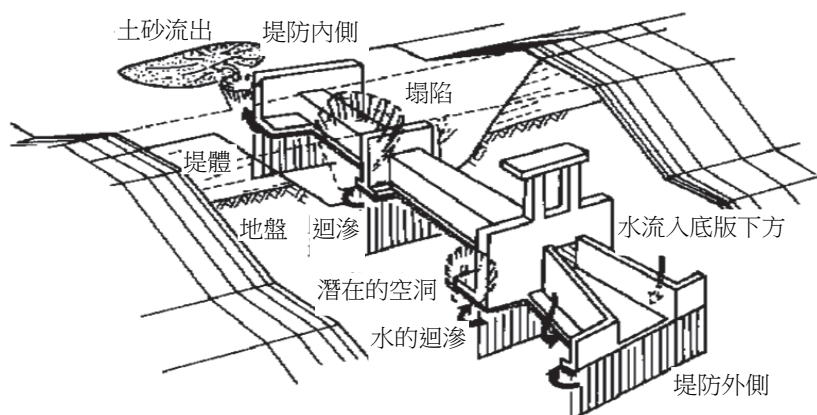 土砂流出
堤防內側
塌陷
堤體
地盤
迴滲
水流入底版下方
潛在的空洞
水的迴滲
堤防外側